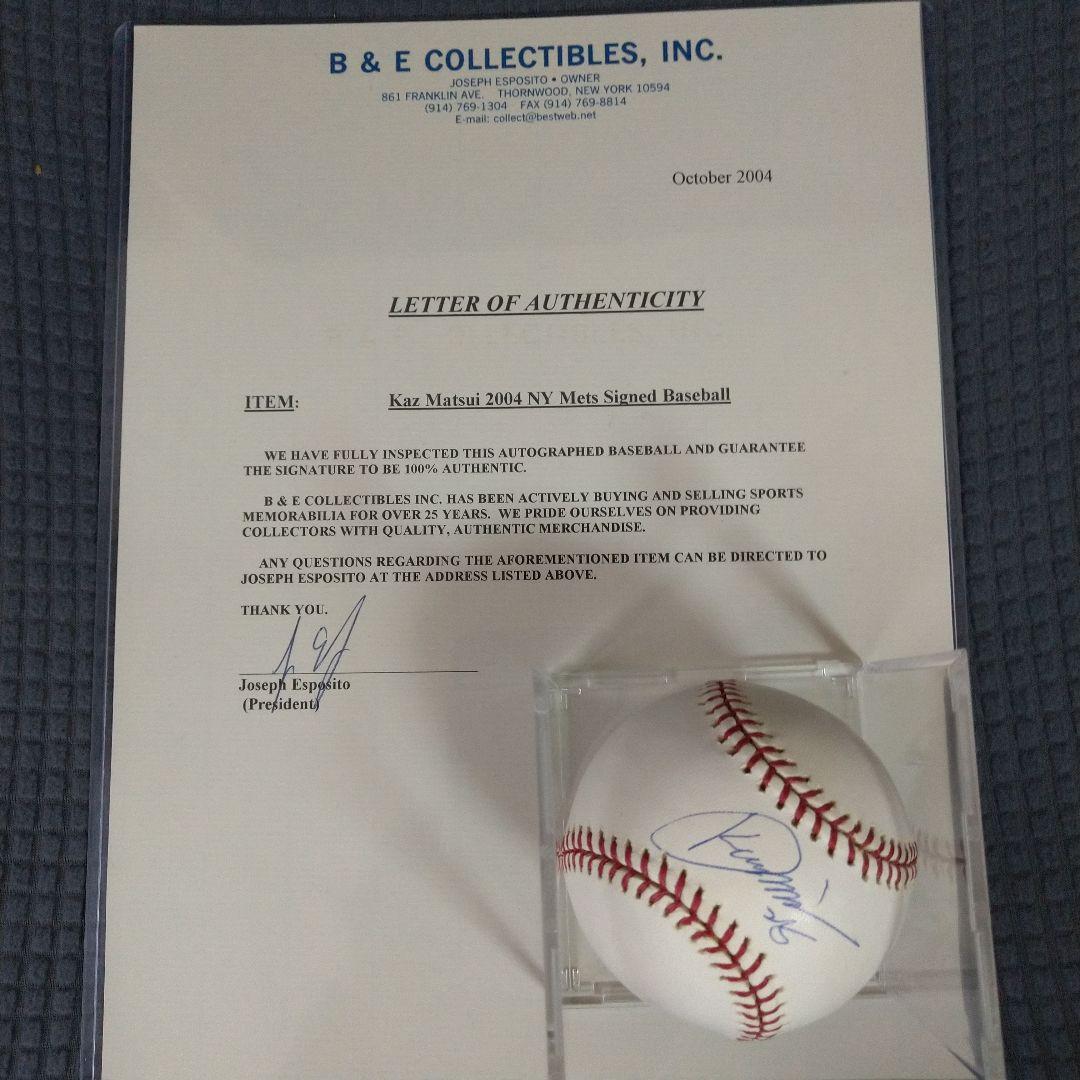 B & E COLLECTIBLES, INC.
JOSEPH ESPOSITO • OWNER
861 FRANKLIN AVE. THORNWOOD, NEW YORK 10594
(914) 769-1304 FAX (914) 769-8814
E-mail: collect@bestweb.net
October 2004
LETTER OF AUTHENTICITY
ITEM: Kaz Matsui 2004 NY Mets Signed Baseball
WE HAVE FULLY INSPECTED THIS AUTOGRAPHED BASEBALL AND GUARANTEE
THE SIGNATURE TO BE 100% AUTHENTIC.
B & E COLLECTIBLES INC. HAS BEEN ACTIVELY BUYING AND SELLING SPORTS
MEMORABILIA FOR OVER 25 YEARS. WE PRIDE OURSELVES ON PROVIDING
COLLECTORS WITH QUALITY, AUTHENTIC MERCHANDISE.
ANY QUESTIONS REGARDING THE AFOREMENTIONED ITEM CAN BE DIRECTED TO
JOSEPH ESPOSITO AT THE ADDRESS LISTED ABOVE.
THANK YOU.
Joseph Esposito
(President)